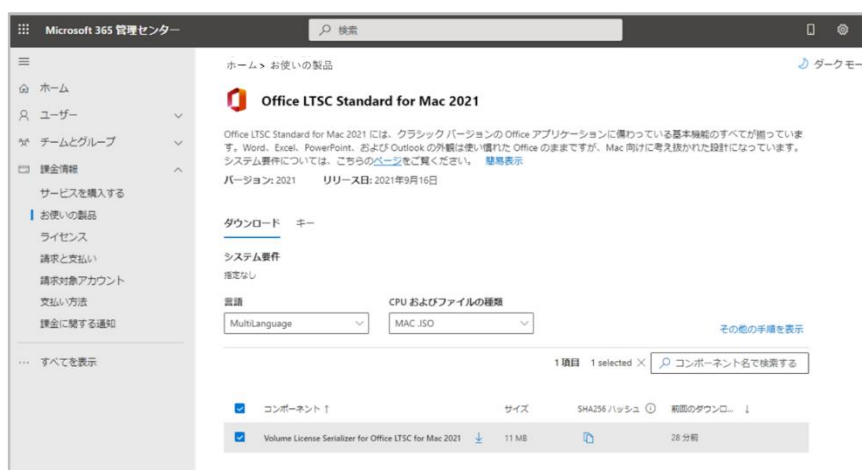 Microsoft 365 管理センター
検索
ホーム
ユーザー
チームとグループ
課金情報
サービスを購入する
お使いの製品
ライセンス
請求と支払い
請求対象アカウント
支払い方法
課金に関する通知
すべてを表示
ホーム > お使いの製品
ダーク モー
Office LTSC Standard for Mac 2021
Office LTSC Standard for Mac 2021 には、クラシック バージョンの Office アプリケーションに備わっている基本機能のすべてが揃っていま
す。Word、Excel、PowerPoint、および Outlook の外観は使い慣れた Office のままですが、Mac 向けに考え抜かれた設計になっています。
システム要件については、こちらのページをご覧ください。 簡易表示
バージョン: 2021 リリース日: 2021年9月16日
ダウンロード キー
システム要件
指定なし
言語 CPU およびファイルの種類
MultiLanguage MAC .ISO
その他の手順を表示
1 項目 1 selected コンポーネント名で検索する
コンポーネント ↑ サイズ SHA256 ハッシュ 前回のダウンロ... ↓
Volume License Serializer for Office LTSC for Mac 2021 11 MB 28 分前